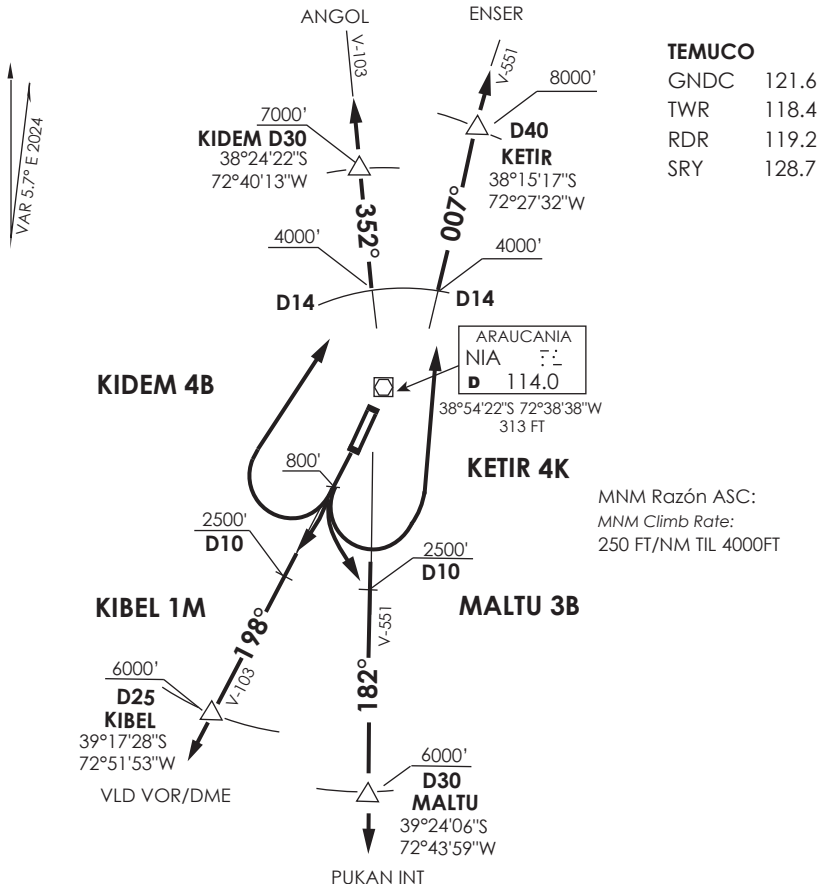 ANGOL
ENSER
V-103
V-551
TEMUCO
GNDC 121.6
TWR 118.4
RDR 119.2
SRY 128.7
VAR 5.7° E 2024
7000'
KIDEM D30
38°24'22"S
72°40'13"W
8000'
D40
KETIR
38°15'17"S
72°27'32"W
352°
007°
4000'
4000'
D14
D14
ARAUCANIA
NIA
D 114.0
38°54'22"S 72°38'38"W
313 FT
KIDEM 4B
KETIR 4K
800'
MNM Razón ASC:
MNM Climb Rate:
250 FT/NM TIL 4000FT
2500'
D10
2500'
D10
KIBEL 1M
MALTU 3B
198°
V-103
V-551
182°
6000'
D25
KIBEL
39°17'28"S
72°51'53"W
VLD VOR/DME
6000'
D30
MALTU
39°24'06"S
72°43'59"W
PUKAN INT